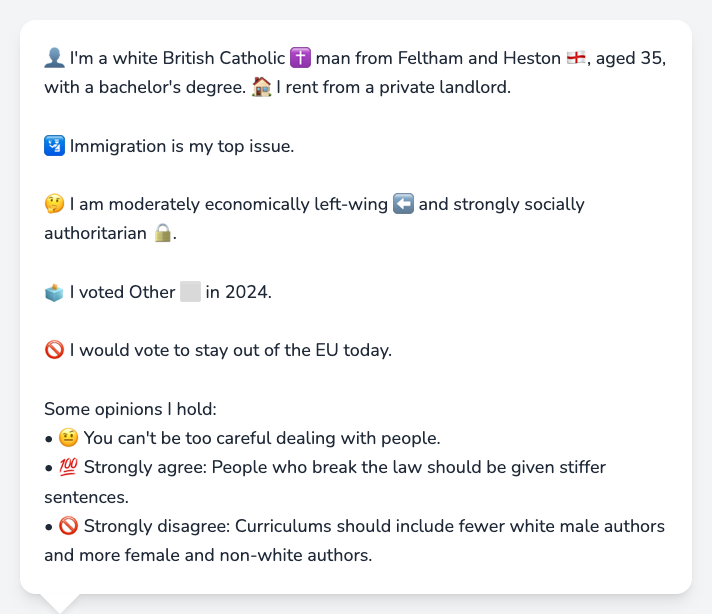 👤 I'm a white British Catholic ✝️ man from Feltham and Heston 🏴󠁧󠁢󠁥󠁮󠁧󠁿, aged 35,
with a bachelor's degree. 🏠 I rent from a private landlord.
🛂 Immigration is my top issue.
🤔 I am moderately economically left-wing ⬅️ and strongly socially
authoritarian 🔒.
🗳️ I voted Other ⬜ in 2024.
🚫 I would vote to stay out of the EU today.
Some opinions I hold:
• 🤨 You can't be too careful dealing with people.
• 💯 Strongly agree: People who break the law should be given stiffer
sentences.
• 🚫 Strongly disagree: Curriculums should include fewer white male authors
and more female and non-white authors.